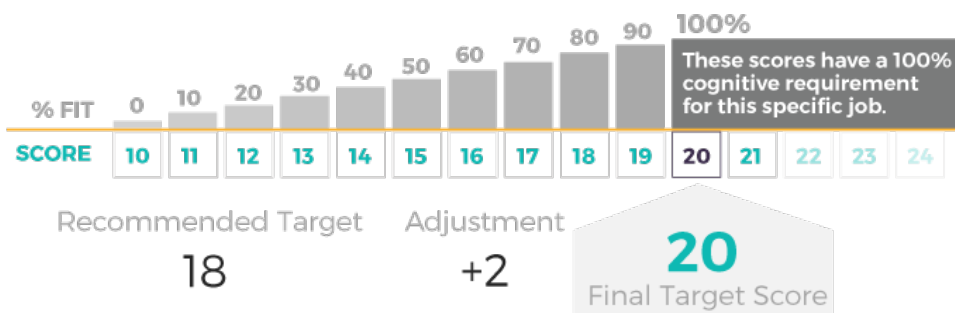 100%
90
80
70
60
50
40
30
20
10
0
% FIT
These scores have a 100%
cognitive requirement
for this specific job.
SCORE 10 11 12 13 14 15 16 17 18 19 20 21 22 23 24
Recommended Target Adjustment
18 +2 20
Final Target Score